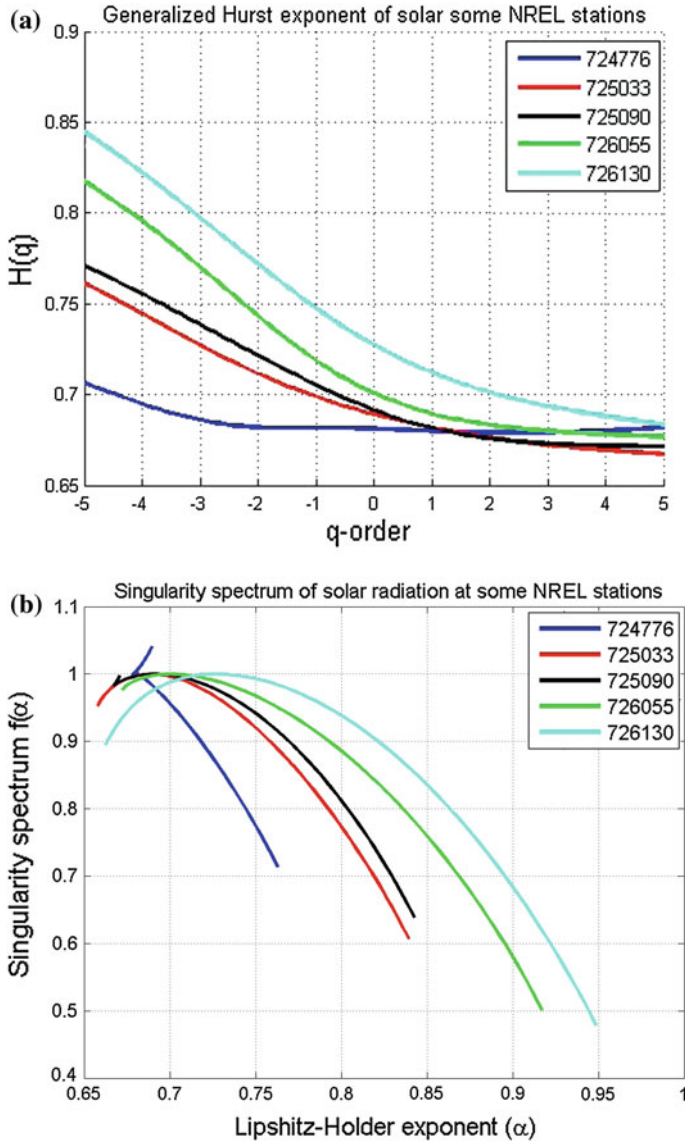 (a)
Generalized Hurst exponent of solar some NREL stations
0.9
0.85
0.8
0.75
0.7
0.65
H(q)
724776
725033
725090
726055
726130
-5 -4 -3 -2 -1 0 1 2 3 4 5
q-order
(b)
Singularity spectrum of solar radiation at some NREL stations
1.1
1
0.9
0.8
0.7
0.6
0.5
0.4
Singularity spectrum f(α)
724776
725033
725090
726055
726130
0.65 0.7 0.75 0.8 0.85 0.9 0.95 1
Lipshitz-Holder exponent (α)